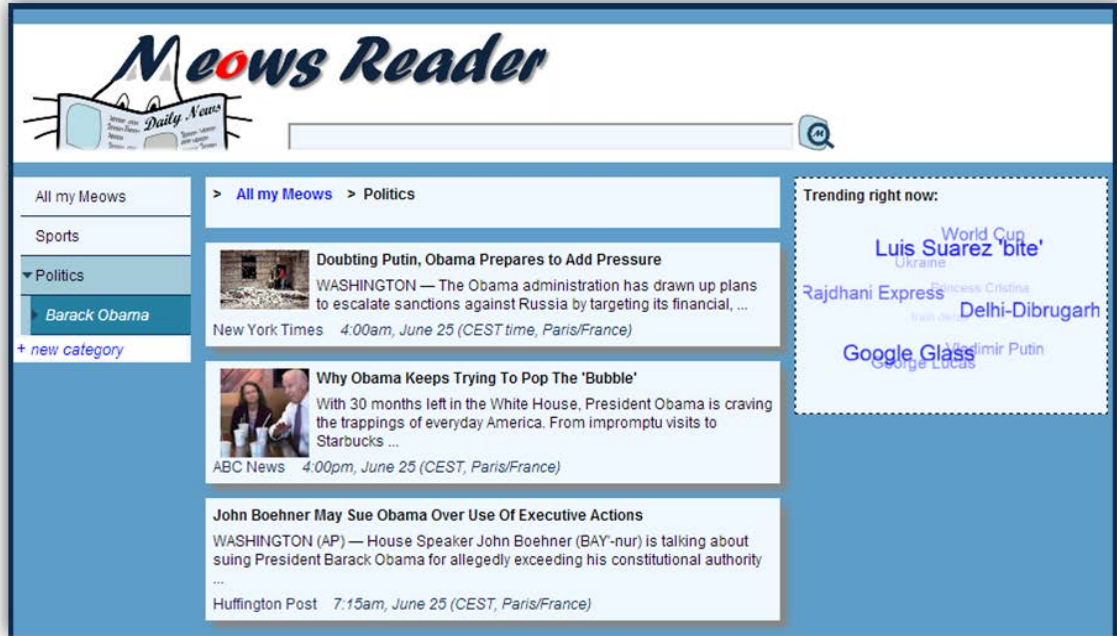 Meows Reader
Daily News
All my Meows
Sports
Politics
Barack Obama
+ new category
> All my Meows > Politics
Doubting Putin, Obama Prepares to Add Pressure
WASHINGTON — The Obama administration has drawn up plans
to escalate sanctions against Russia by targeting its financial, ...
New York Times 4:00am, June 25 (CEST time, Paris/France)
Why Obama Keeps Trying To Pop The 'Bubble'
With 30 months left in the White House, President Obama is craving
the trappings of everyday America. From impromptu visits to
Starbucks ...
ABC News 4:00pm, June 25 (CEST, Paris/France)
John Boehner May Sue Obama Over Use Of Executive Actions
WASHINGTON (AP) — House Speaker John Boehner (BAY'-nur) is talking about
suing President Barack Obama for allegedly exceeding his constitutional authority
...
Huffington Post 7:15am, June 25 (CEST, Paris/France)
Trending right now:
World Cup
Luis Suarez 'bite'
Ukraine
Princess Cristina
Rajdhani Express
Delhi-Dibrugarh
train
Vladimir Putin
Google Glass
George Lucas